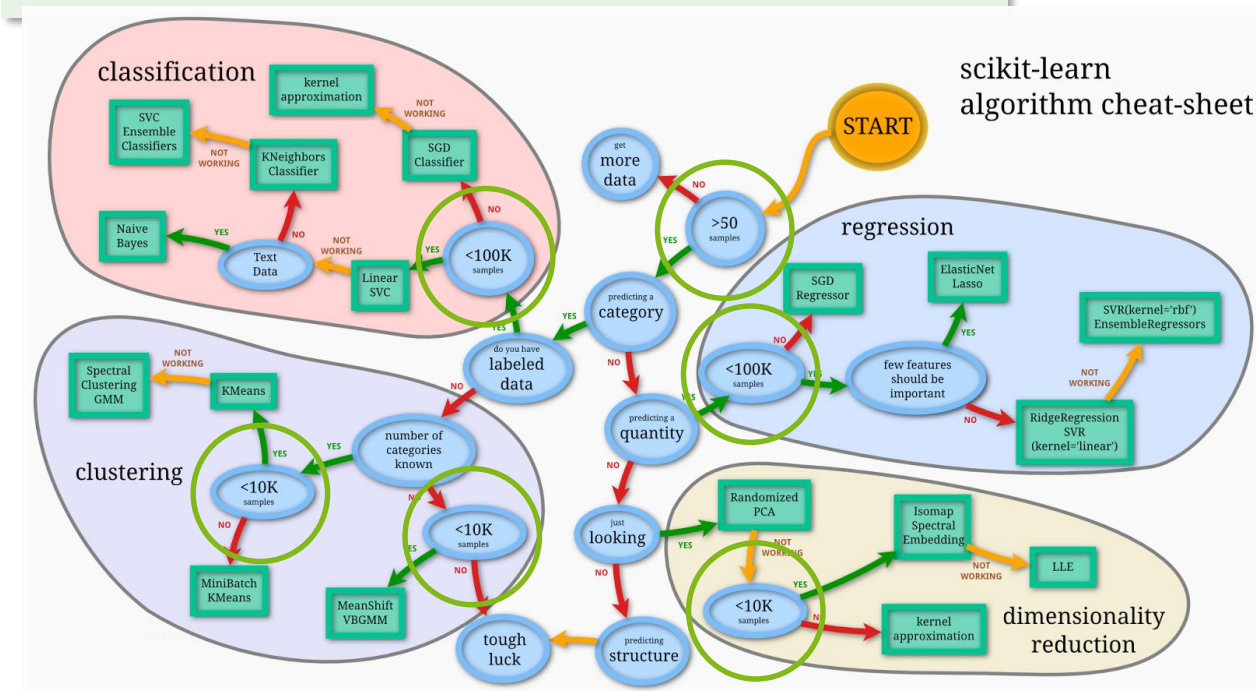 scikit-learn
algorithm cheat-sheet
START
get
more
data
NO
>50
samples
YES
predicting a
category
YES
NO
do you have
labeled
data
YES
NO
predicting a
quantity
YES
NO
just
looking
YES
NO
predicting
structure
tough
luck
classification
kernel
approximation
NOT
WORKING
SGD
Classifier
NO
<100K
samples
YES
Linear
SVC
NOT
WORKING
Text
Data
YES
NO
Naive
Bayes
KNeighbors
Classifier
NOT
WORKING
SVC
Ensemble
Classifiers
regression
SGD
Regressor
NO
<100K
samples
YES
few features
should be
important
YES
NO
ElasticNet
Lasso
SVR(kernel='rbf')
EnsembleRegressors
NOT
WORKING
RidgeRegression
SVR
(kernel='linear')
clustering
Spectral
Clustering
GMM
NOT
WORKING
KMeans
YES
<10K
samples
NO
MiniBatch
KMeans
number of
categories
known
YES
NO
<10K
samples
YES
NO
MeanShift
VBGMM
dimensionality
reduction
Randomized
PCA
NOT
WORKING
<10K
samples
YES
NO
Isomap
Spectral
Embedding
NOT
WORKING
LLE
kernel
approximation